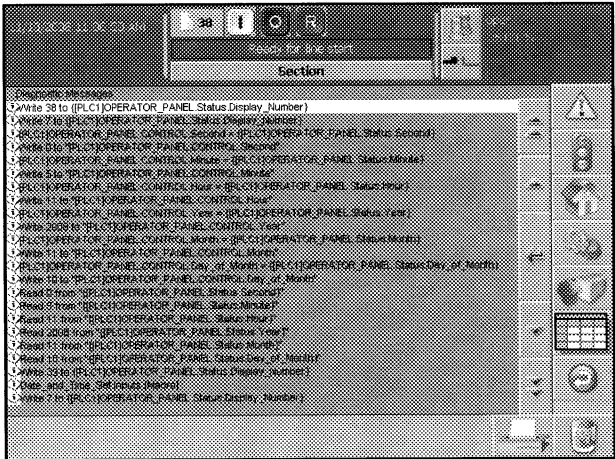 38
I
O
R
Ready for line start
Section
Diagnostic Messages
Write 38 to {[PLC1]OPERATOR_PANEL.Status.Display_Number}
Write 7 to {[PLC1]OPERATOR_PANEL.Status.Display_Number}
[PLC1]OPERATOR_PANEL.CONTROL.Second = {[PLC1]OPERATOR_PANEL.Status.Second}
Write 0 to "[PLC1]OPERATOR_PANEL.CONTROL.Second"
[PLC1]OPERATOR_PANEL.CONTROL.Minute = {[PLC1]OPERATOR_PANEL.Status.Minute}
Write 5 to "[PLC1]OPERATOR_PANEL.CONTROL.Minute"
[PLC1]OPERATOR_PANEL.CONTROL.Hour = {[PLC1]OPERATOR_PANEL.Status.Hour}
Write 11 to "[PLC1]OPERATOR_PANEL.CONTROL.Hour"
[PLC1]OPERATOR_PANEL.CONTROL.Year = {[PLC1]OPERATOR_PANEL.Status.Year}
Write 2008 to "[PLC1]OPERATOR_PANEL.CONTROL.Year"
[PLC1]OPERATOR_PANEL.CONTROL.Month = {[PLC1]OPERATOR_PANEL.Status.Month}
Write 11 to "[PLC1]OPERATOR_PANEL.CONTROL.Month"
[PLC1]OPERATOR_PANEL.CONTROL.Day_of_Month = {[PLC1]OPERATOR_PANEL.Status.Day_of_Month}
Write 10 to "[PLC1]OPERATOR_PANEL.CONTROL.Day_of_Month"
Read 0 from "{[PLC1]OPERATOR_PANEL.Status.Second}"
Read 5 from "{[PLC1]OPERATOR_PANEL.Status.Minute}"
Read 11 from "{[PLC1]OPERATOR_PANEL.Status.Hour}"
Read 2008 from "{[PLC1]OPERATOR_PANEL.Status.Year}"
Read 11 from "{[PLC1]OPERATOR_PANEL.Status.Month}"
Read 10 from "{[PLC1]OPERATOR_PANEL.Status.Day_of_Month}"
Write 33 to {[PLC1]OPERATOR_PANEL.Status.Display_Number}
Date_and_Time_Set inputs (Macro)
Write 7 to {[PLC1]OPERATOR_PANEL.Status.Display_Number}